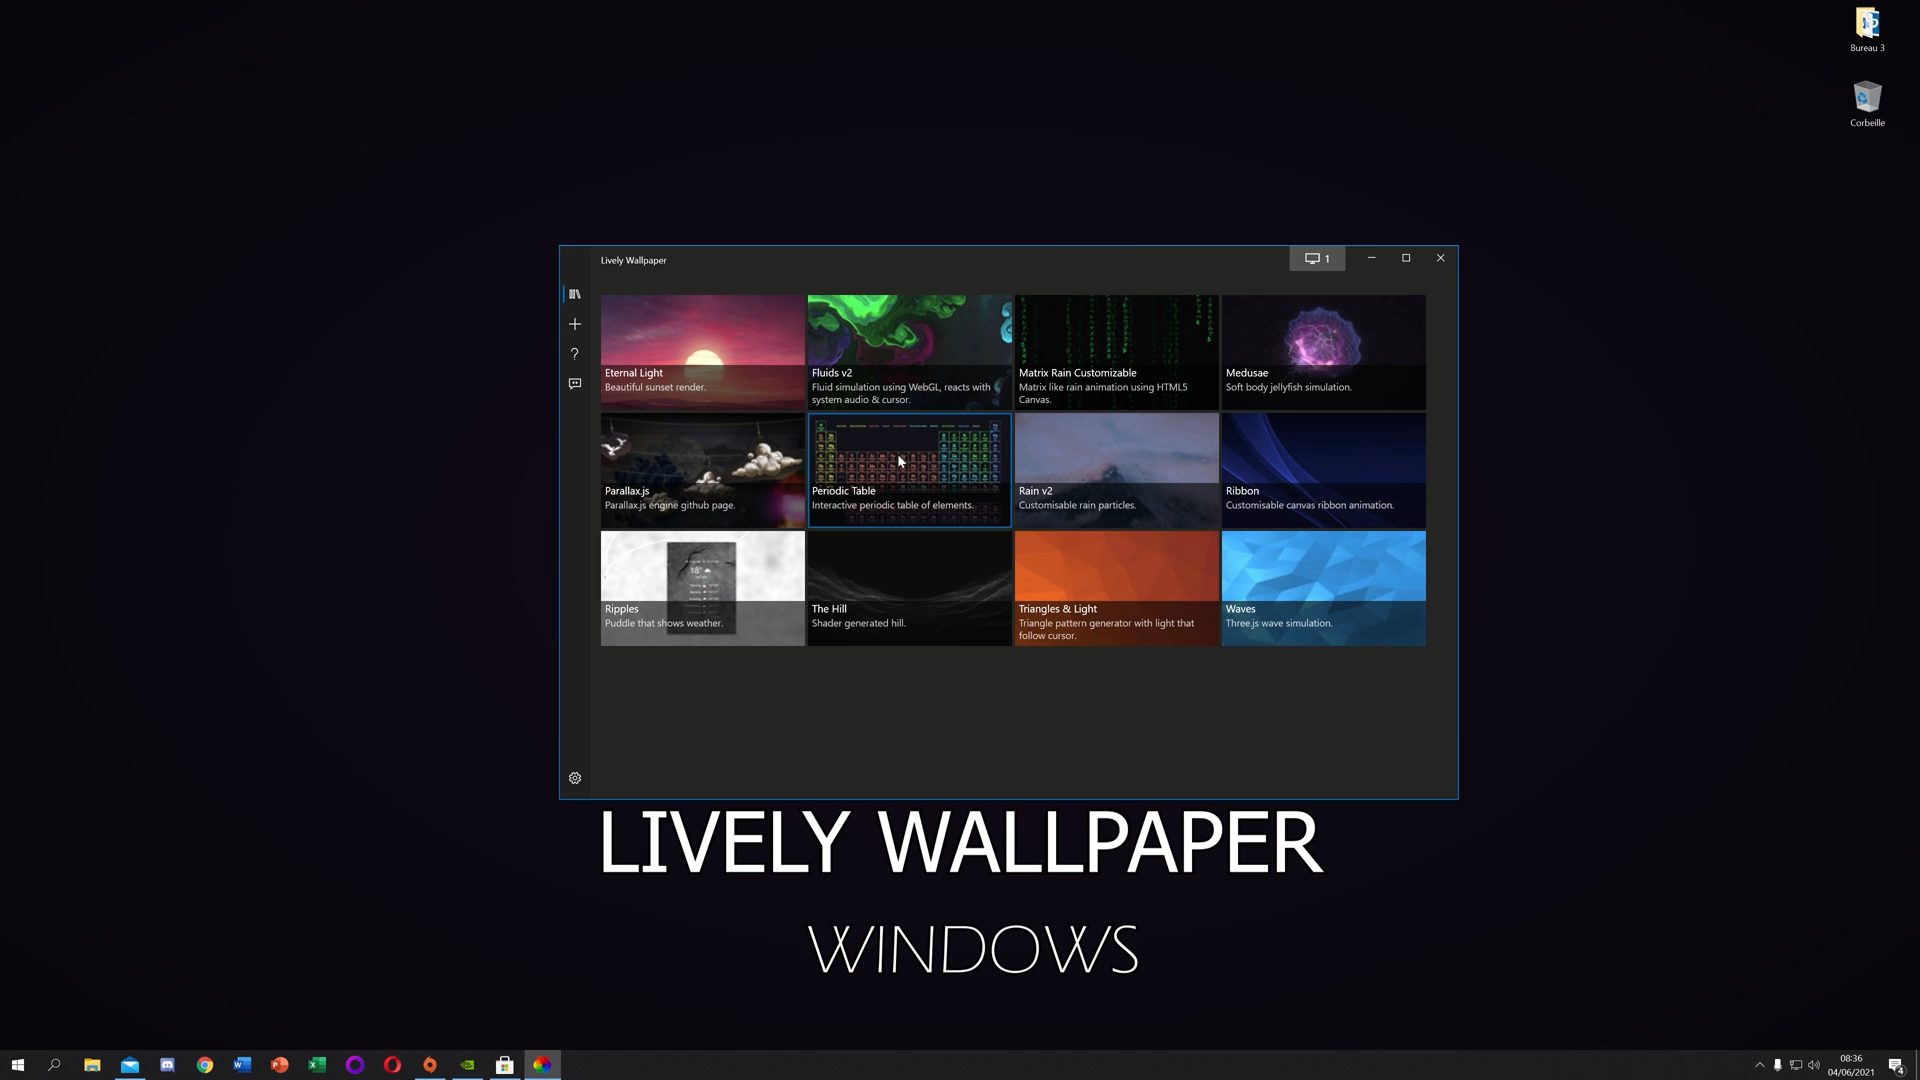 Bureau 3
Corbeille
Lively Wallpaper
1
Eternal Light
Beautiful sunset render.
Fluids v2
Fluid simulation using WebGL, reacts with
system audio & cursor.
Matrix Rain Customizable
Matrix like rain animation using HTML5
Canvas.
Medusae
Soft body jellyfish simulation.
Parallax.js
Parallax.js engine github page.
Periodic Table
Interactive periodic table of elements.
Rain v2
Customisable rain particles.
Ribbon
Customisable canvas ribbon animation.
18°
Ripples
Puddle that shows weather.
The Hill
Shader generated hill.
Triangles & Light
Triangle pattern generator with light that
follow cursor.
Waves
Three.js wave simulation.
LIVELY WALLPAPER
WINDOWS
08:36
04/06/2021
4